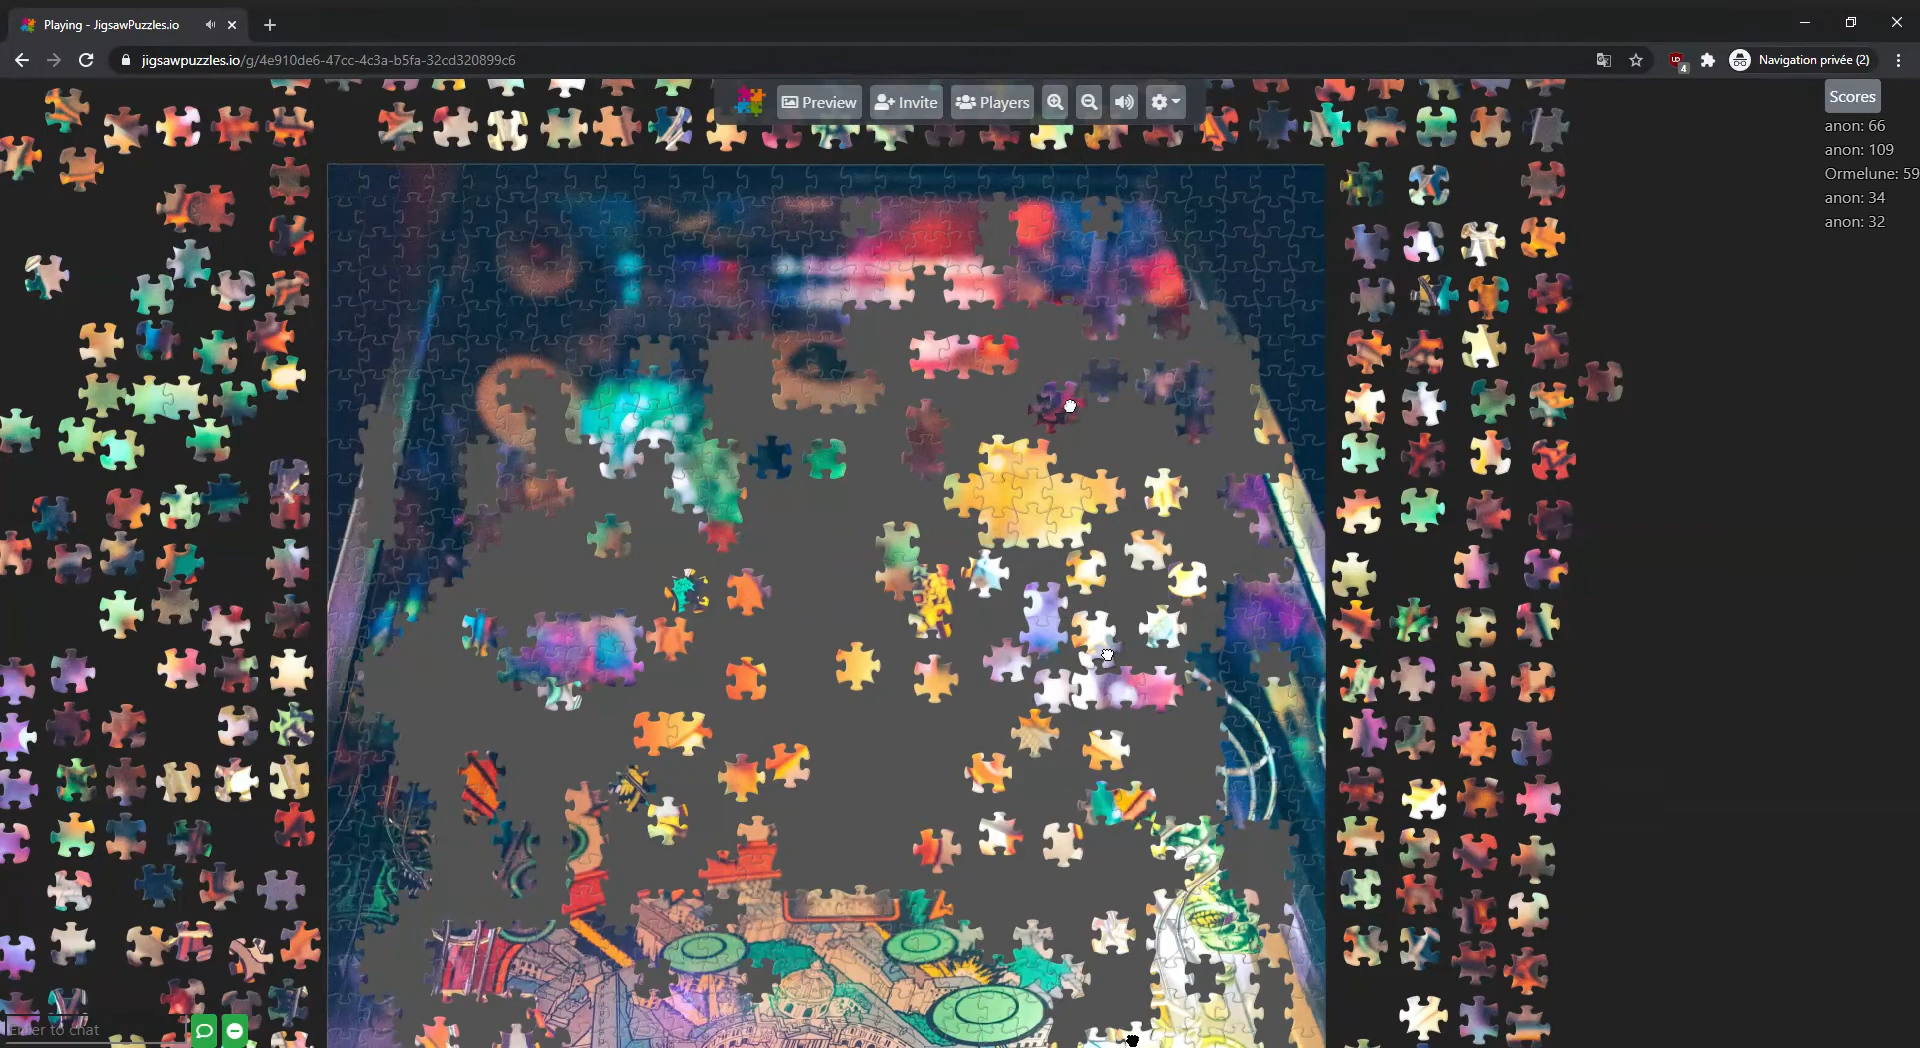 Playing - JigsawPuzzles.io
jigsawpuzzles.io/g/4e910de6-47cc-4c3a-b5fa-32cd320899c6
4
Navigation privée (2)
Preview
Invite
Players
Scores
anon: 66
anon: 109
Ormelune: 59
anon: 34
anon: 32
Enter to chat